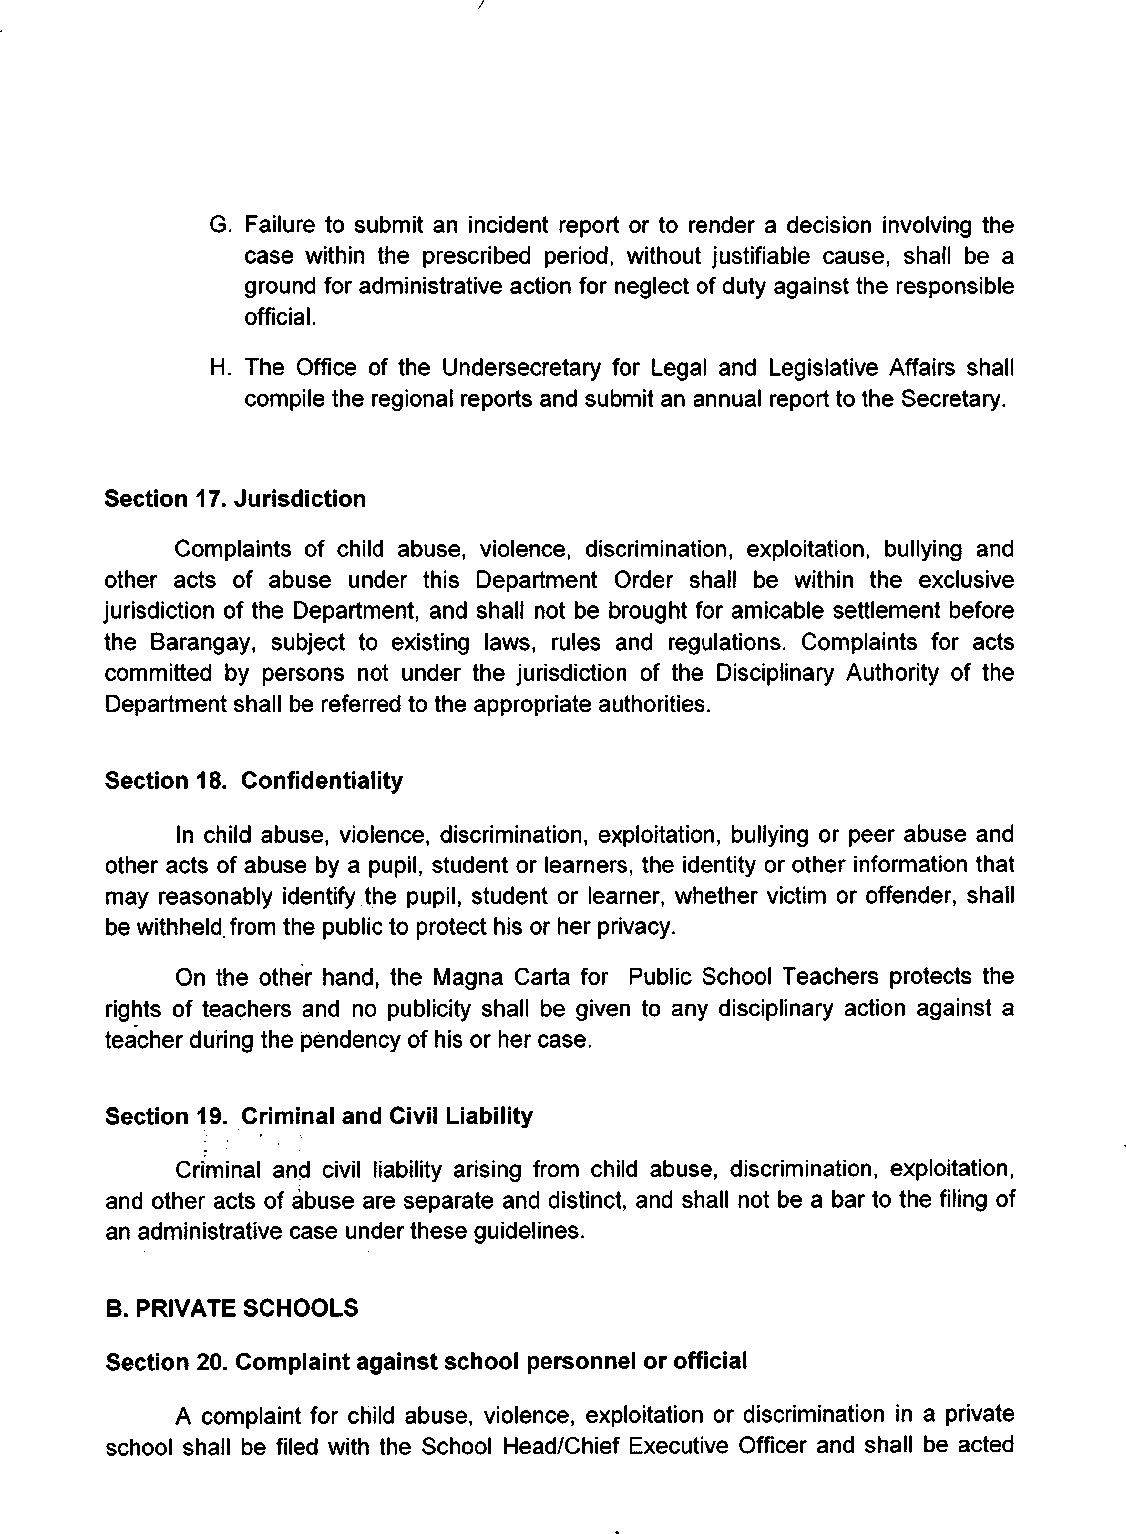 G. Failure to submit an incident report or to render a decision involving the
case within the prescribed period, without justifiable cause, shall be a
ground for administrative action for neglect of duty against the responsible
official.
H. The Office of the Undersecretary for Legal and Legislative Affairs shall
compile the regional reports and submit an annual report to the Secretary.
Section 17. Jurisdiction
Complaints of child abuse, violence, discrimination, exploitation, bullying and
other acts of abuse under this Department Order shall be within the exclusive
jurisdiction of the Department, and shall not be brought for amicable settlement before
the Barangay, subject to existing laws, rules and regulations. Complaints for acts
committed by persons not under the jurisdiction of the Disciplinary Authority of the
Department shall be referred to the appropriate authorities.
Section 18. Confidentiality
In child abuse, violence, discrimination, exploitation, bullying or peer abuse and
other acts of abuse by a pupil, student or learners, the identity or other information that
may reasonably identify the pupil, student or learner, whether victim or offender, shall
be withheld from the public to protect his or her privacy.
On the other hand, the Magna Carta for Public School Teachers protects the
rights of teachers and no publicity shall be given to any disciplinary action against a
teacher during the pendency of his or her case.
Section 19. Criminal and Civil Liability
Criminal and civil liability arising from child abuse, discrimination, exploitation,
and other acts of abuse are separate and distinct, and shall not be a bar to the filing of
an administrative case under these guidelines.
B. PRIVATE SCHOOLS
Section 20. Complaint against school personnel or official
A complaint for child abuse, violence, exploitation or discrimination in a private
school shall be filed with the School Head/Chief Executive Officer and shall be acted